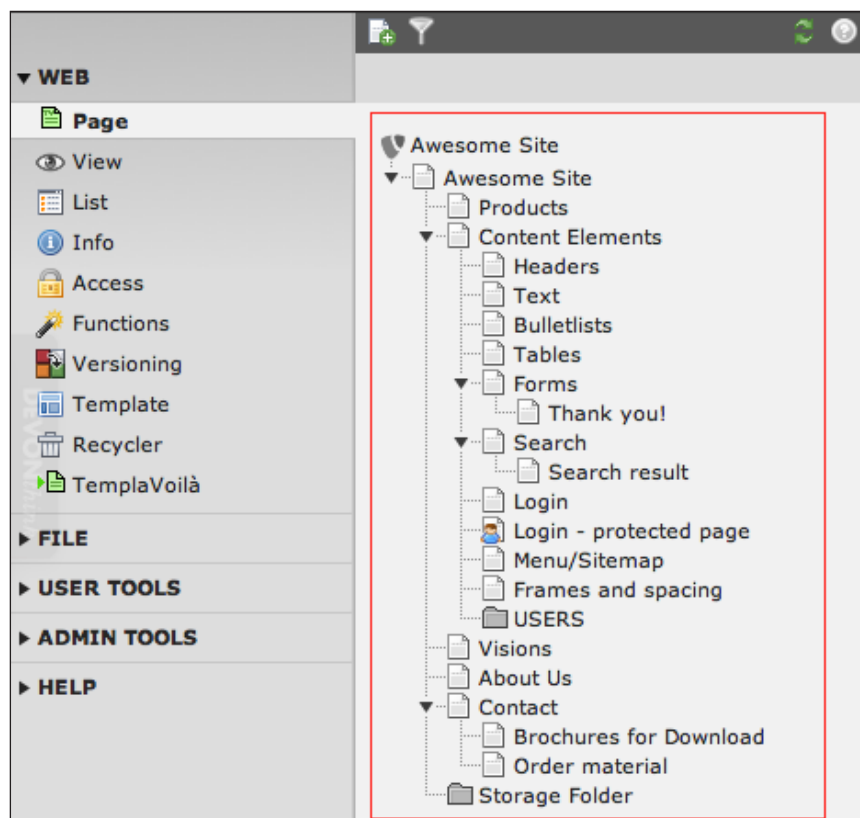 WEB
Page
View
List
Info
Access
Functions
Versioning
Template
Recycler
TemplaVoilà
FILE
USER TOOLS
ADMIN TOOLS
HELP
Awesome Site
Awesome Site
Products
Content Elements
Headers
Text
Bulletlists
Tables
Forms
Thank you!
Search
Search result
Login
Login - protected page
Menu/Sitemap
Frames and spacing
USERS
Visions
About Us
Contact
Brochures for Download
Order material
Storage Folder